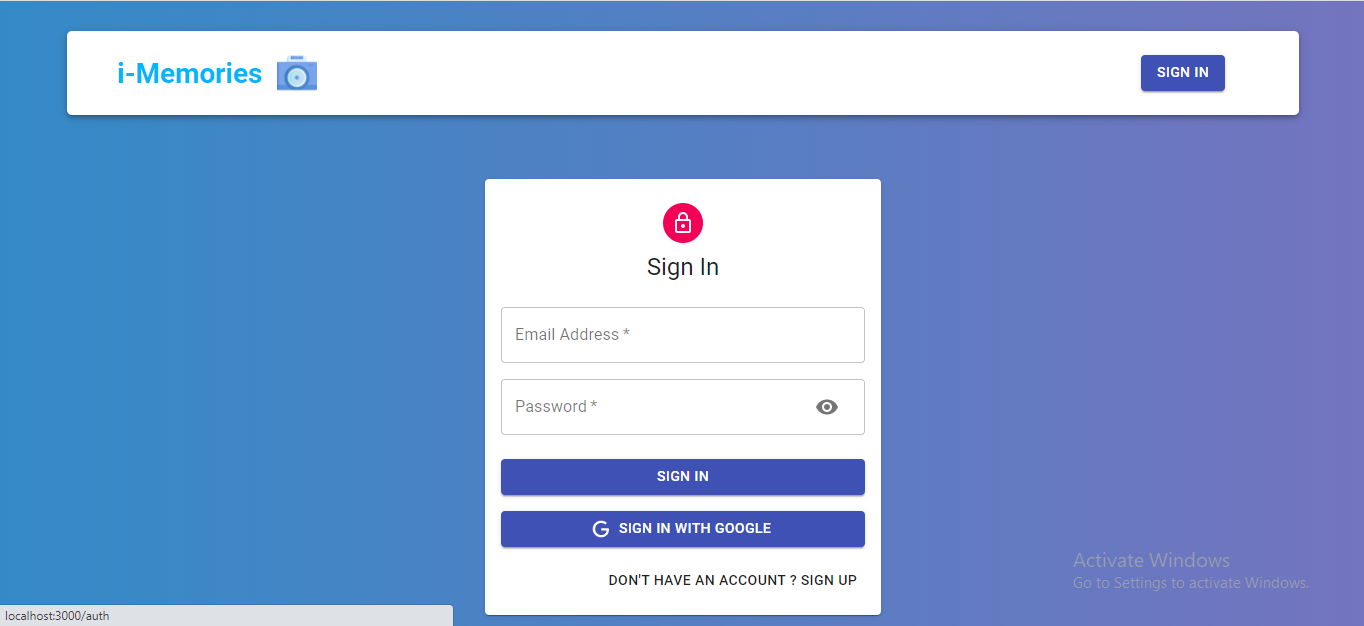 i-Memories
SIGN IN
Sign In
Email Address *
Password *
SIGN IN
SIGN IN WITH GOOGLE
DON'T HAVE AN ACCOUNT ? SIGN UP
Activate Windows
Go to Settings to activate Windows.
localhost:3000/auth